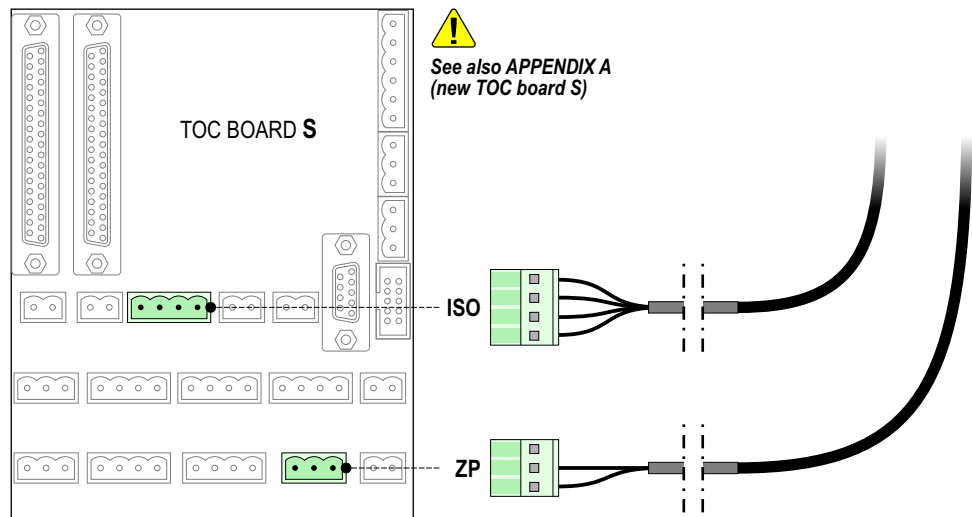 See also APPENDIX A
(new TOC board S)
TOC BOARD S
ISO
ZP